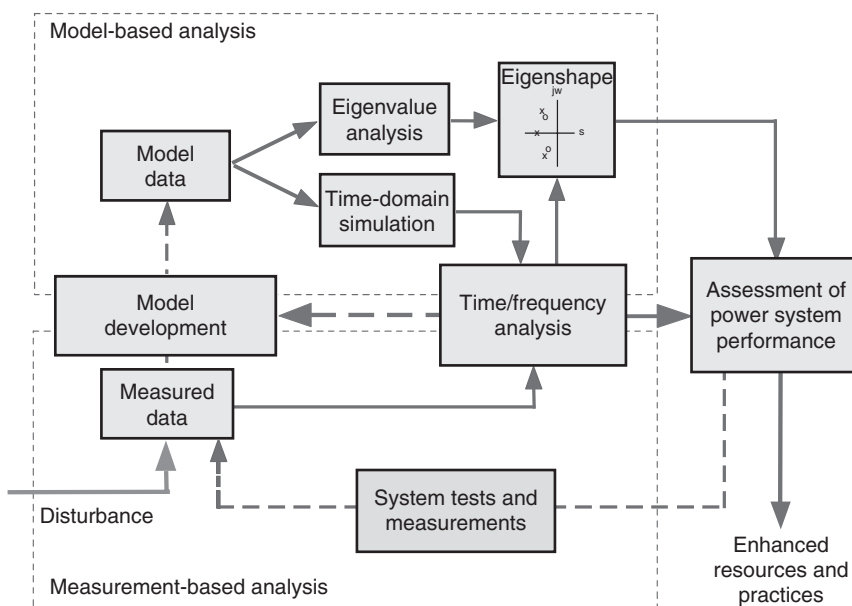 Model-based analysis
Eigenshape
jw
x
o
x
s
o
x
Eigenvalue
analysis
Model
data
Time-domain
simulation
Model
development
Time/frequency
analysis
Assessment of
power system
performance
Measured
data
System tests and
measurements
Disturbance
Enhanced
resources and
practices
Measurement-based analysis